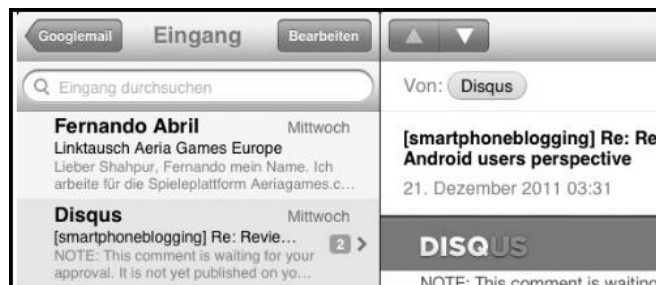 Googlemail
Eingang
Bearbeiten
Eingang durchsuchen
Fernando Abril
Mittwoch
Linktausch Aeria Games Europe
Lieber Shahpur, Fernando mein Name. Ich
arbeite für die Spieleplattform Aeriagames.c...
Disqus
Mittwoch
[smartphoneblogging] Re: Revie...
2
NOTE: This comment is waiting for your
approval. It is not yet published on yo...
Von: Disqus
[smartphoneblogging] Re: Re
Android users perspective
21. Dezember 2011 03:31
DISQUS
NOTE: This comment is waiting